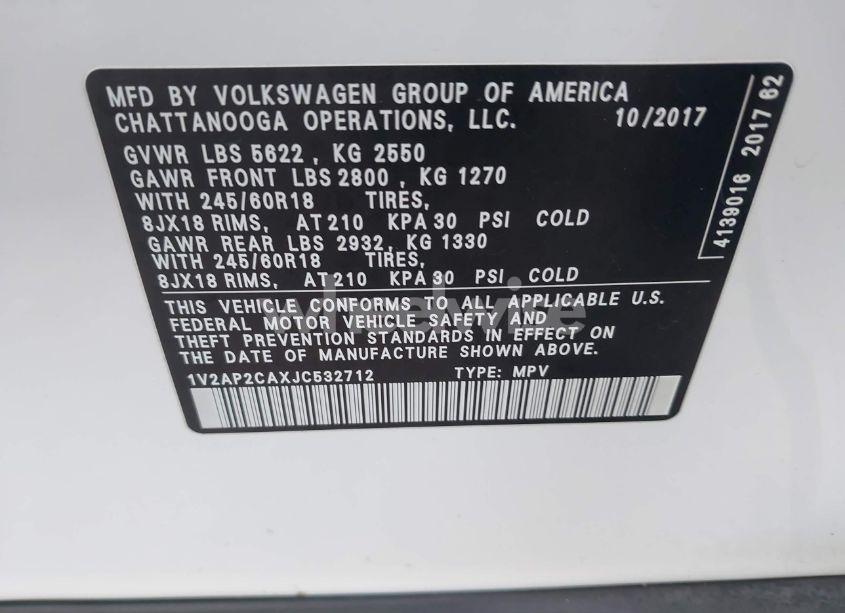 MFD BY VOLKSWAGEN GROUP OF AMERICA
CHATTANOOGA OPERATIONS, LLC. 10/2017
GVWR LBS 5622 , KG 2550
GAWR FRONT LBS 2800 , KG 1270
WITH 245/60R18 TIRES,
8JX18 RIMS, AT 210 KPA 30 PSI COLD
GAWR REAR LBS 2932, KG 1330
WITH 245/60R18 TIRES,
8JX18 RIMS, AT 210 KPA 30 PSI COLD
THIS VEHICLE CONFORMS TO ALL APPLICABLE U.S.
FEDERAL MOTOR VEHICLE SAFETY AND
THEFT PREVENTION STANDARDS IN EFFECT ON
THE DATE OF MANUFACTURE SHOWN ABOVE.
1V2AP2CAXJC532712 TYPE: MPV
4139016 2017 62